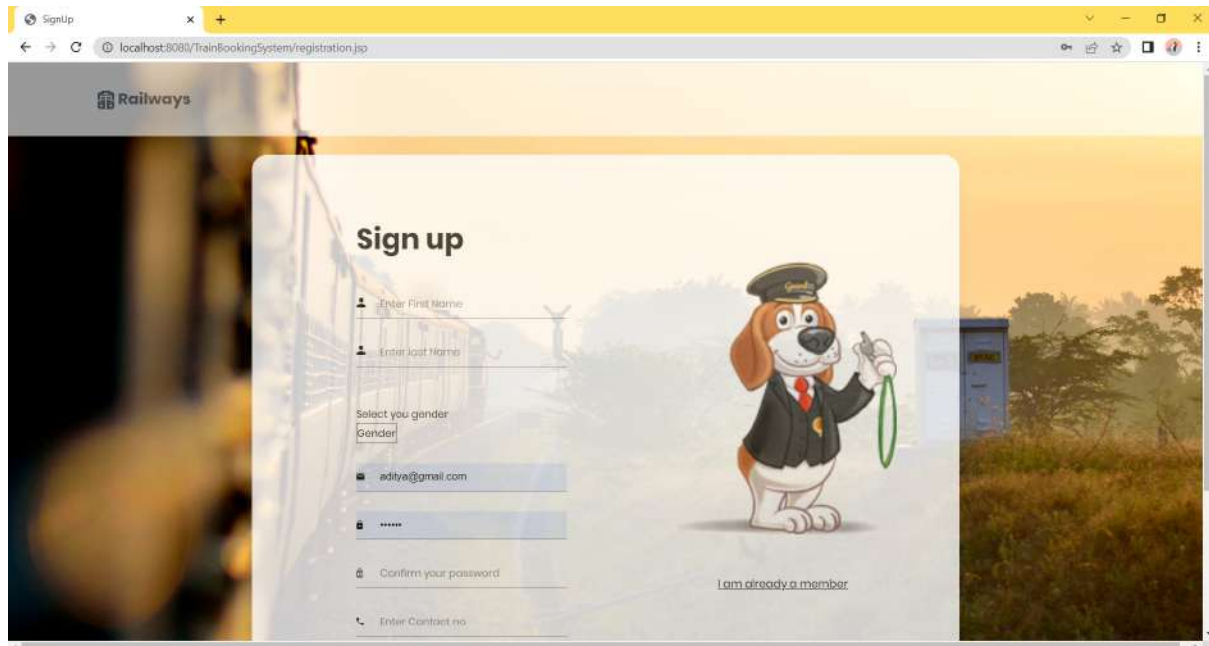 SignUp
localhost:8080/TrainBookingSystem/registration.jsp
Railways
Sign up
Enter First Name
Enter last Name
Select you gender
Gender
aditya@gmail.com
••••••
Confirm your password
Enter Contact no
I am already a member